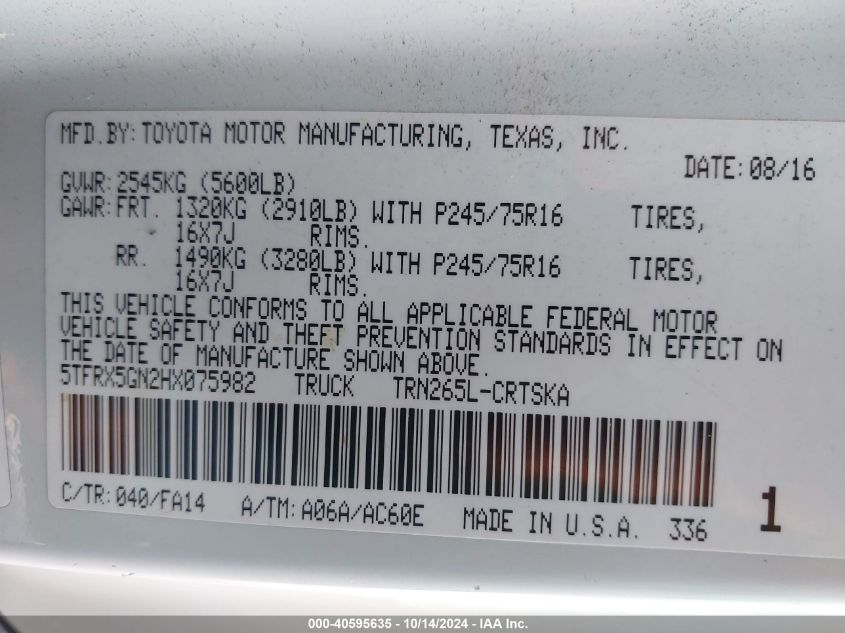 MFD.BY:TOYOTA MOTOR MANUFACTURING, TEXAS, INC.
DATE:08/16
GVWR:2545KG (5600LB)
GAWR:FRT. 1320KG (2910LB) WITH P245/75R16 TIRES,
16X7J RIMS.
RR. 1490KG (3280LB) WITH P245/75R16 TIRES,
16X7J RIMS.
THIS VEHICLE CONFORMS TO ALL APPLICABLE FEDERAL MOTOR
VEHICLE SAFETY AND THEFT PREVENTION STANDARDS IN EFFECT ON
THE DATE OF MANUFACTURE SHOWN ABOVE.
5TFRX5GN2HX075982 TRUCK TRN265L-CRTSKA
C/TR:040/FA14 A/TM:A06A/AC60E MADE IN U.S.A. 336
1
000-40595635 - 10/14/2024 - IAA Inc.